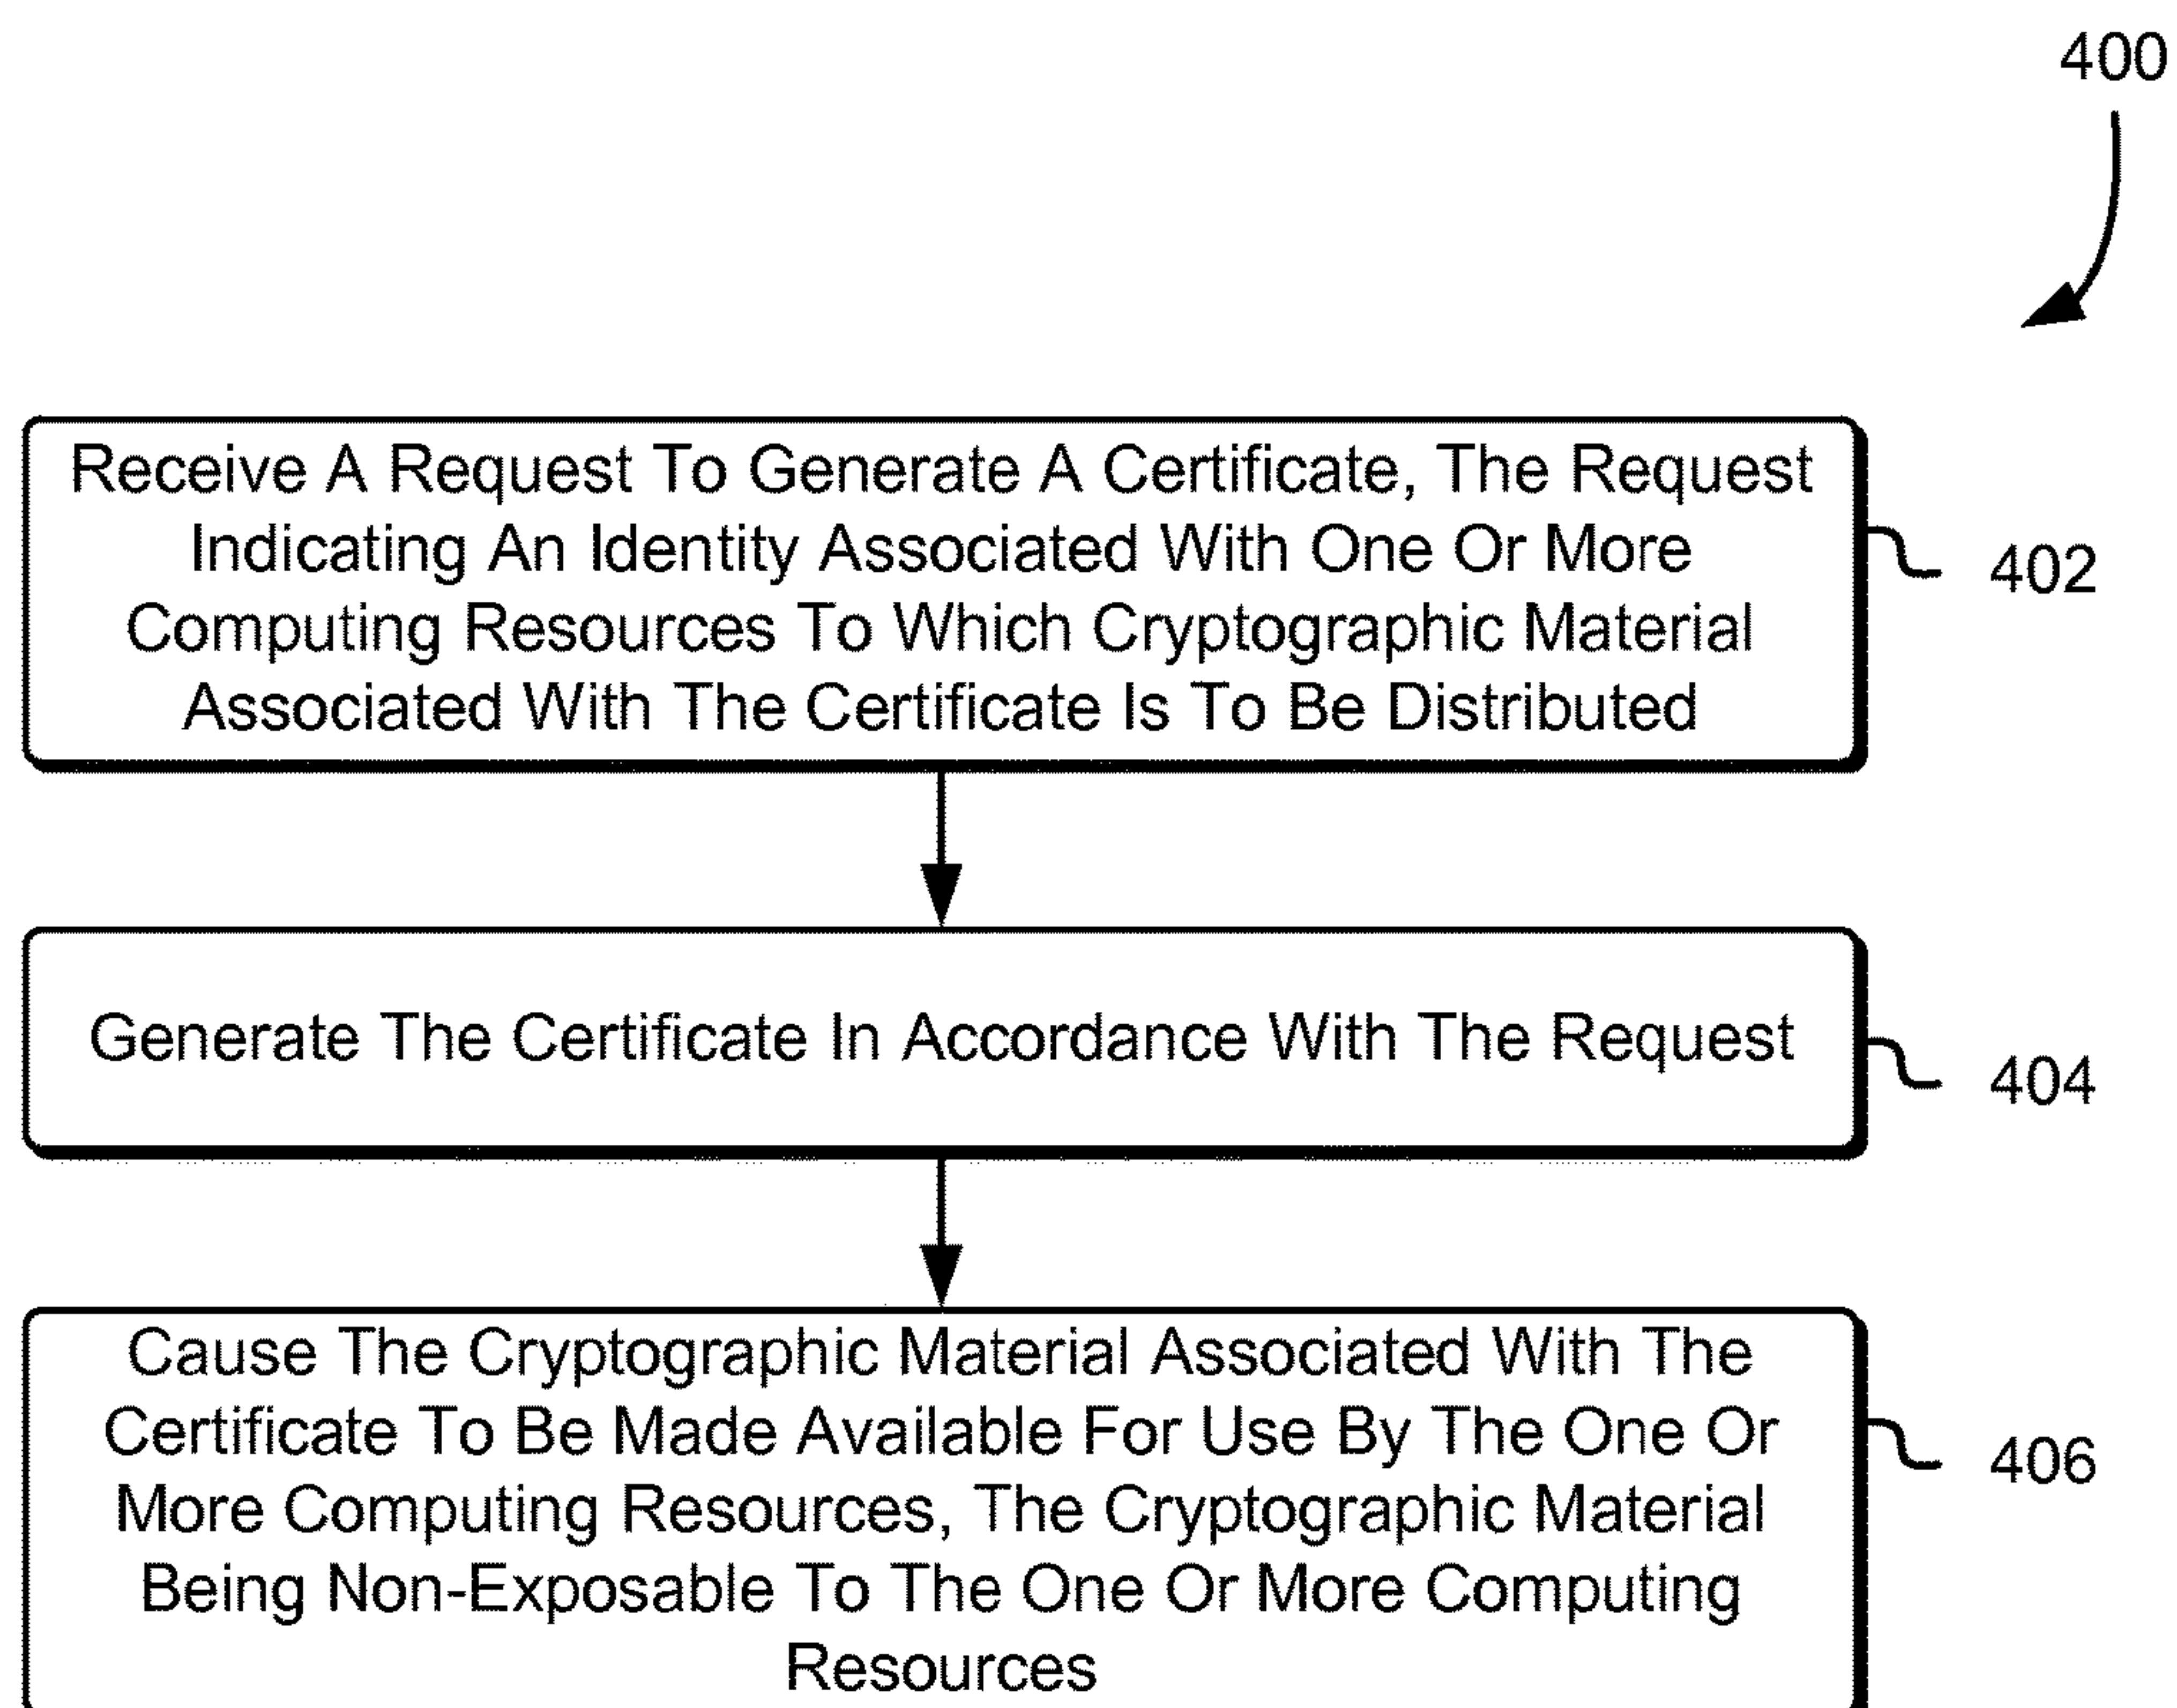 400
Receive A Request To Generate A Certificate, The Request
Indicating An Identity Associated With One Or More
Computing Resources To Which Cryptographic Material
Associated With The Certificate Is To Be Distributed
402
Generate The Certificate In Accordance With The Request
404
Cause The Cryptographic Material Associated With The
Certificate To Be Made Available For Use By The One Or
More Computing Resources, The Cryptographic Material
Being Non-Exposable To The One Or More Computing
Resources
406